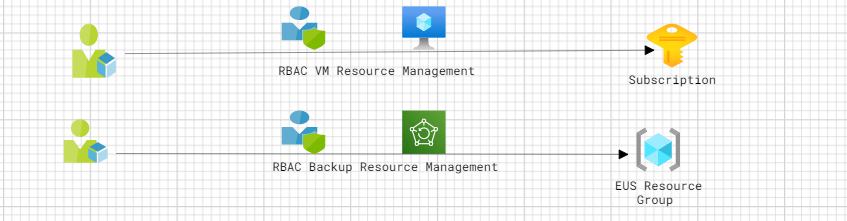 RBAC VM Resource Management
Subscription
RBAC Backup Resource Management
EUS Resource
Group